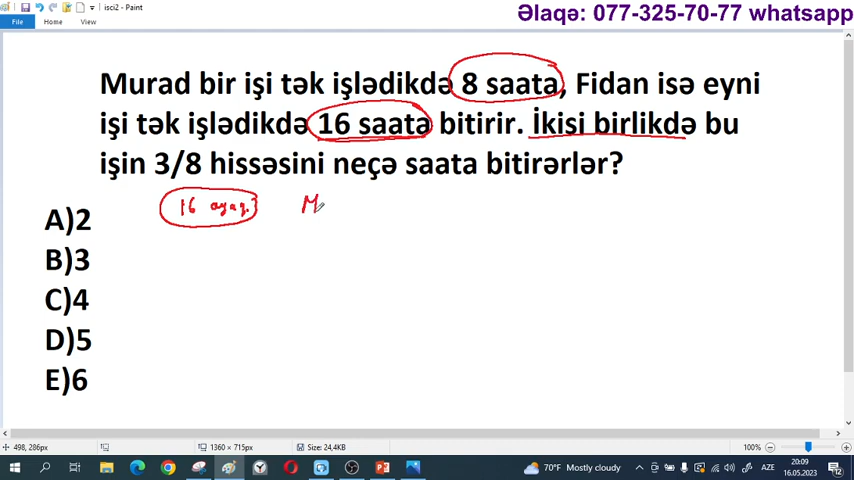 Əlaqə: 077-325-70-77 whatsapp
isci2 - Paint
File Home View
Murad bir işi tək işlədikdə 8 saata, Fidan isə eyni
işi tək işlədikdə 16 saata bitirir. İkisi birlikdə bu
işin 3/8 hissəsini neçə saata bitirərlər?
16 ayaq. M
A)2
B)3
C)4
D)5
E)6
498, 286px 1360 × 715px Size: 24,4KB 100%
70°F Mostly cloudy AZE 20:09
16.05.2023 12